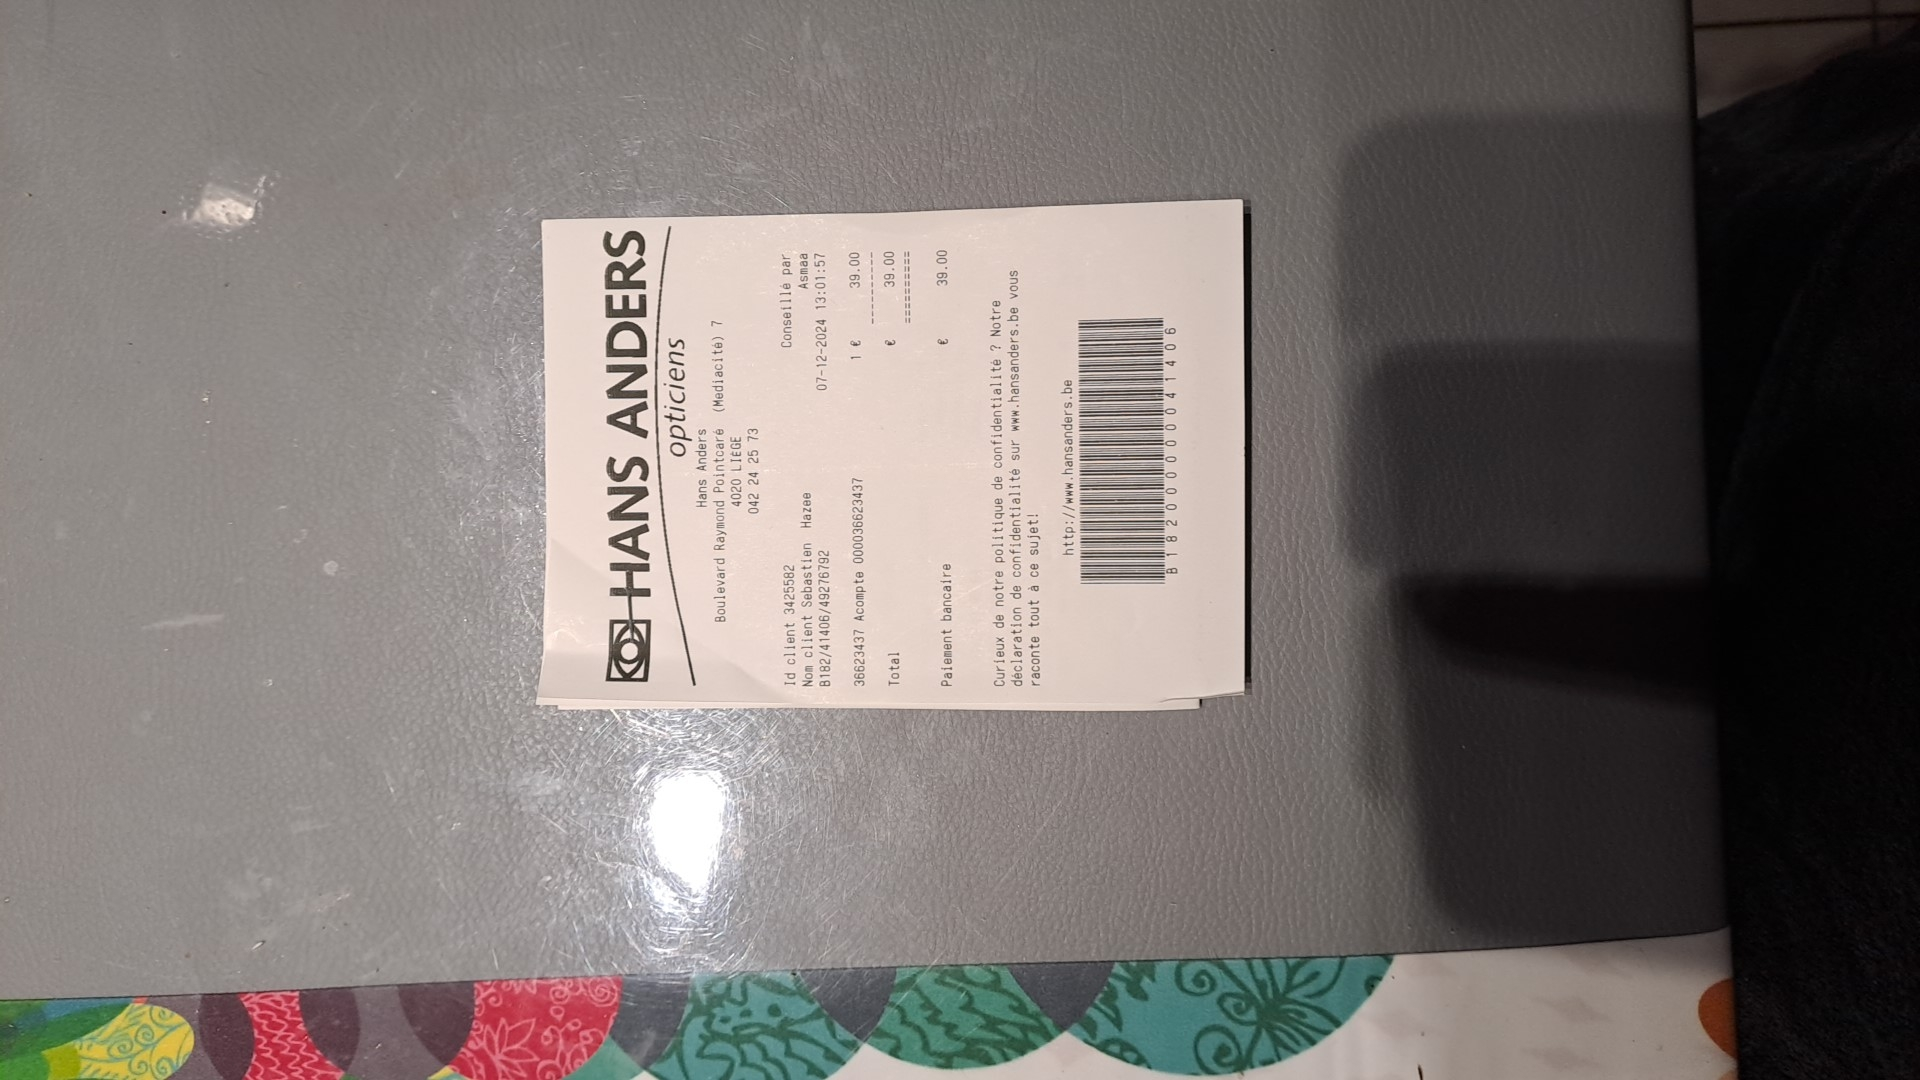 HANS ANDERS
opticiens
Hans Anders
Boulevard Raymond Pointcaré (Mediacité) 7
4020 LIEGE
042 24 25 73
Id client 3425582 Conseillé par
Nom client Sebastien Hazee Asmaa
B182/41406/49276792 07-12-2024 13:01:57
36623437 Acompte 000036623437 1 € 39.00
----------
Total € 39.00
==========
Paiement bancaire € 39.00
Curieux de notre politique de confidentialité ? Notre
déclaration de confidentialité sur www.hansanders.be vous
raconte tout à ce sujet!
http://www.hansanders.be
B182000000041406